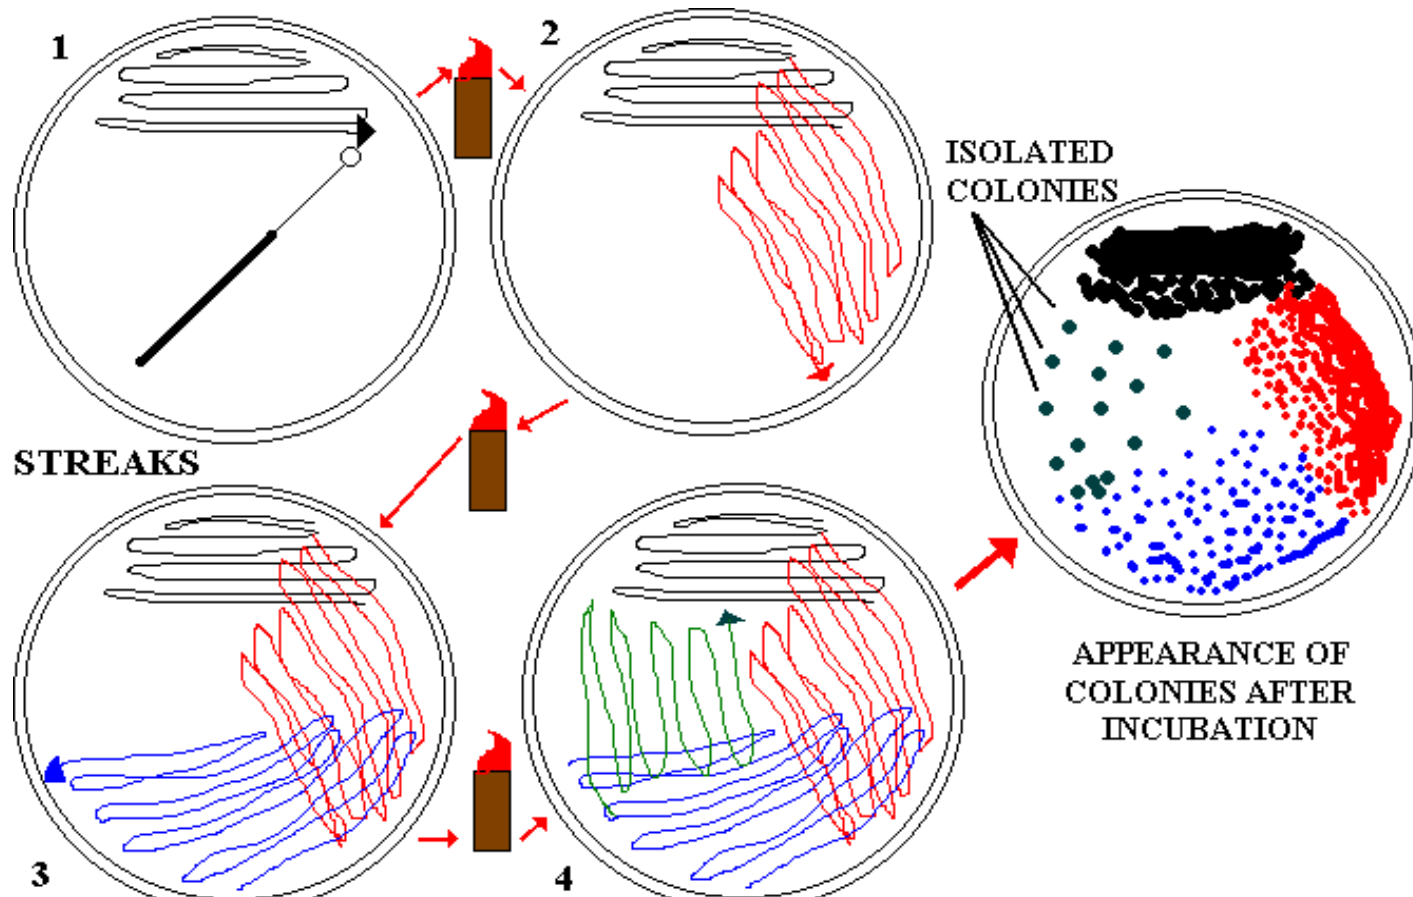 1
2
ISOLATED
COLONIES
STREAKS
3
4
APPEARANCE OF
COLONIES AFTER
INCUBATION